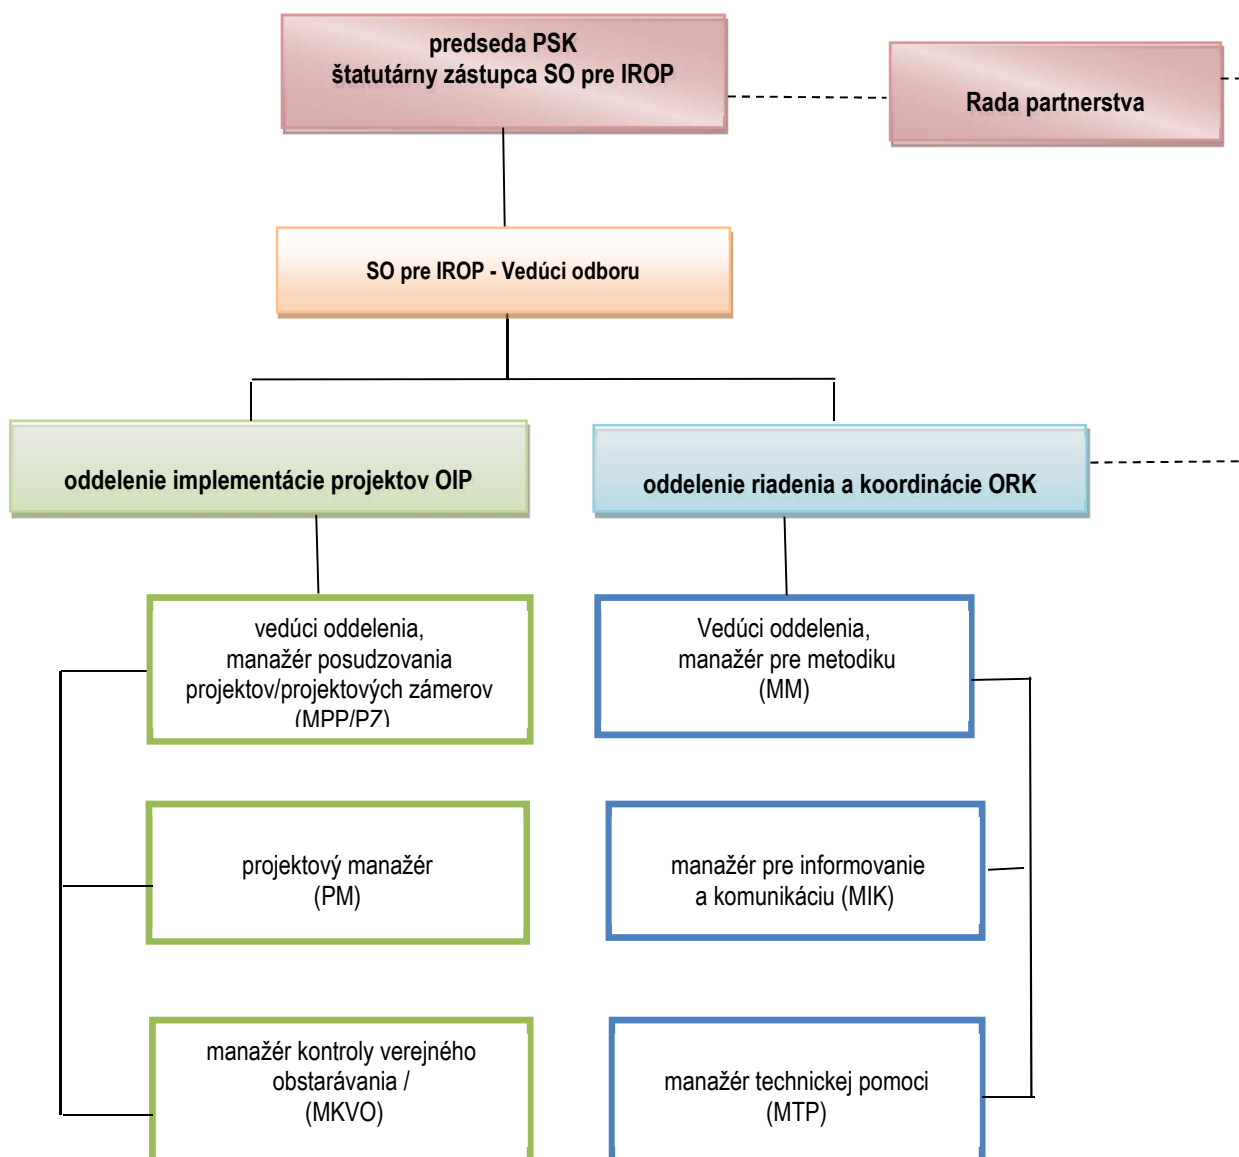 predseda PSK
štatutárny zástupca SO pre IROP
Rada partnerstva
SO pre IROP - Vedúci odboru
oddelenie implementácie projektov OIP
oddelenie riadenia a koordinácie ORK
vedúci oddelenia,
manažér posudzovania
projektov/projektových zámerov
(MPP/PZ)
Vedúci oddelenia,
manažér pre metodiku
(MM)
projektový manažér
(PM)
manažér pre informovanie
a komunikáciu (MIK)
manažér kontroly verejného
obstarávania /
(MKVO)
manažér technickej pomoci
(MTP)